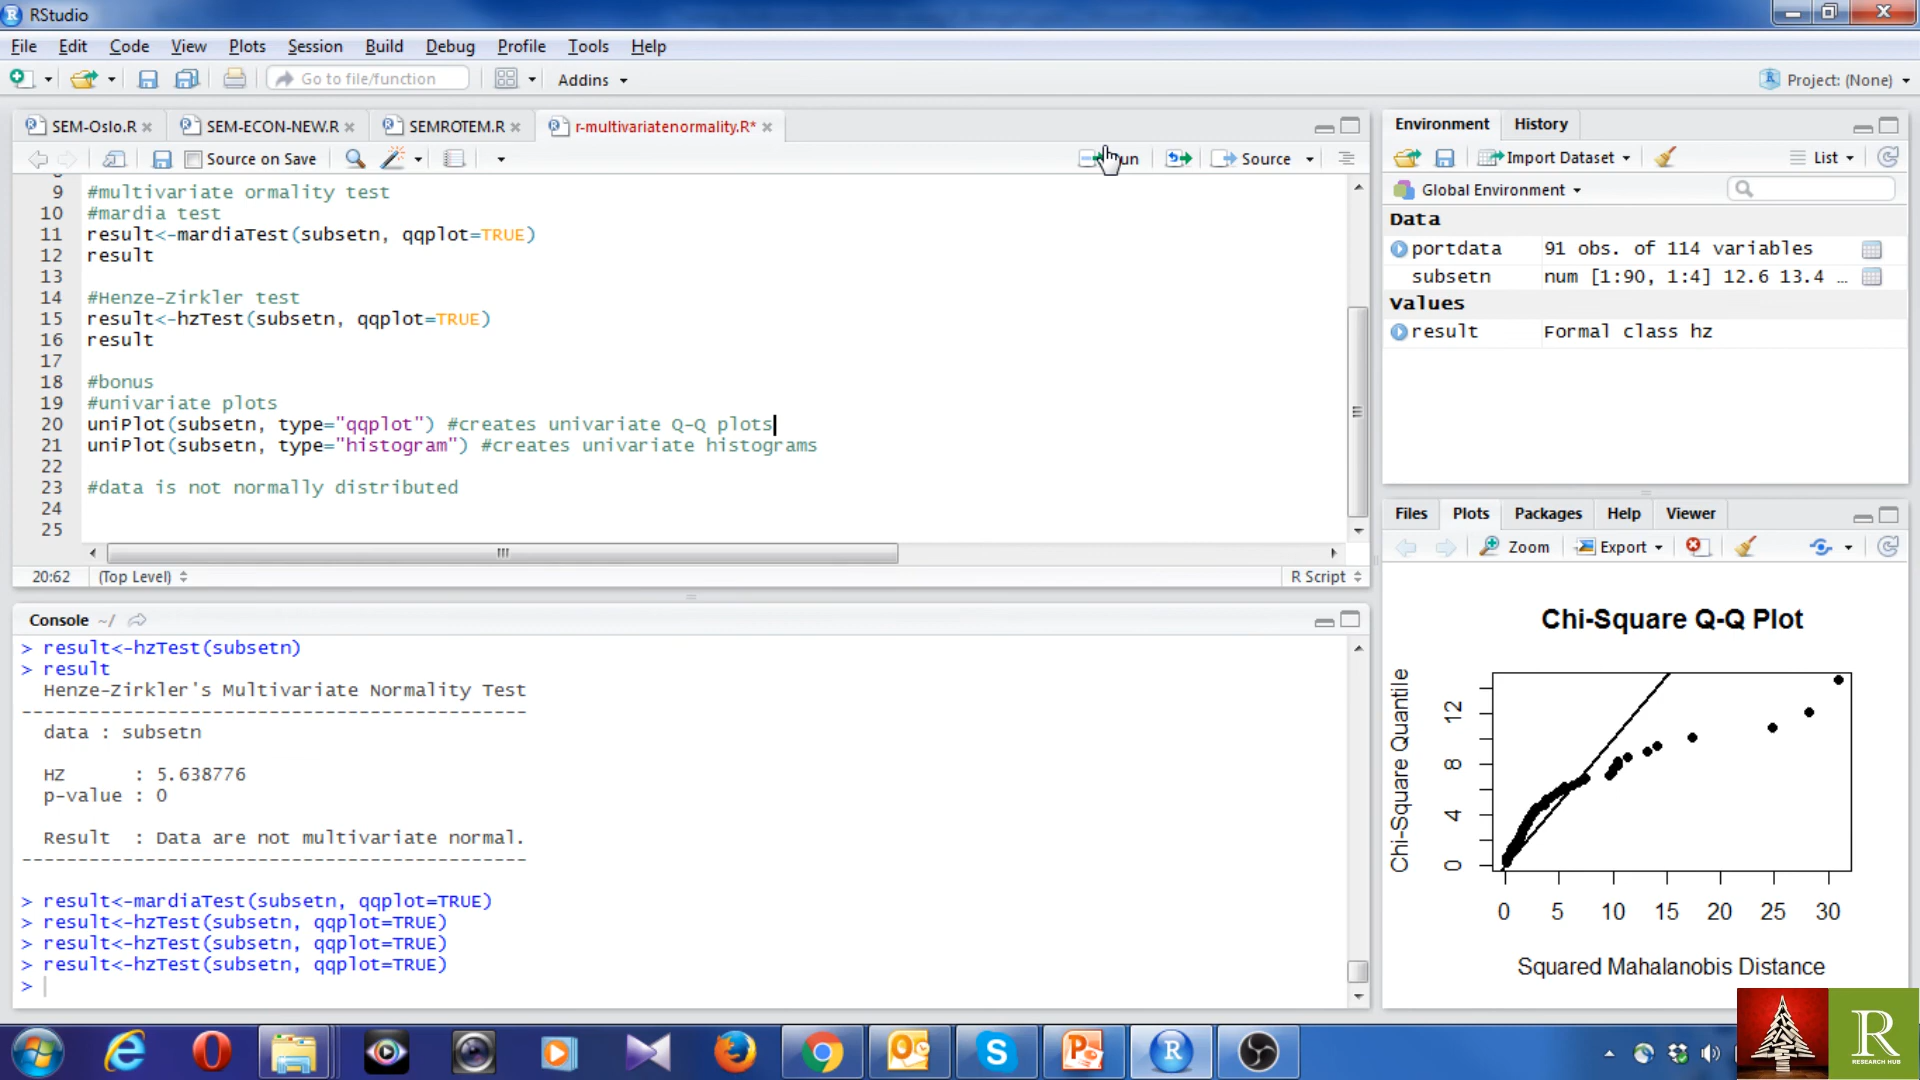 RStudio
File Edit Code View Plots Session Build Debug Profile Tools Help
Go to file/function Addins Project: (None)
SEM-Oslo.R SEM-ECON-NEW.R SEMROTEM.R r-multivariatenormality.R*
Source on Save Source
9 #multivariate ormality test
10 #mardia test
11 result<-mardiaTest(subsetn, qqplot=TRUE)
12 result
13
14 #Henze-Zirkler test
15 result<-hzTest(subsetn, qqplot=TRUE)
16 result
17
18 #bonus
19 #univariate plots
20 uniPlot(subsetn, type="qqplot") #creates univariate Q-Q plots
21 uniPlot(subsetn, type="histogram") #creates univariate histograms
22
23 #data is not normally distributed
24
25
20:62 (Top Level) R Script
Console ~/
> result<-hzTest(subsetn)
> result
Henze-Zirkler's Multivariate Normality Test
---------------------------------------------
data : subsetn
HZ : 5.638776
p-value : 0
Result : Data are not multivariate normal.
---------------------------------------------
> result<-mardiaTest(subsetn, qqplot=TRUE)
> result<-hzTest(subsetn, qqplot=TRUE)
> result<-hzTest(subsetn, qqplot=TRUE)
> result<-hzTest(subsetn, qqplot=TRUE)
>
Environment History
Import Dataset List
Global Environment
Data
portdata 91 obs. of 114 variables
subsetn num [1:90, 1:4] 12.6 13.4 ...
Values
result Formal class hz
Files Plots Packages Help Viewer
Zoom Export
Chi-Square Q-Q Plot
Chi-Square Quantile
12
8
4
0
0 5 10 15 20 25 30
Squared Mahalanobis Distance
R
RESEARCH HUB